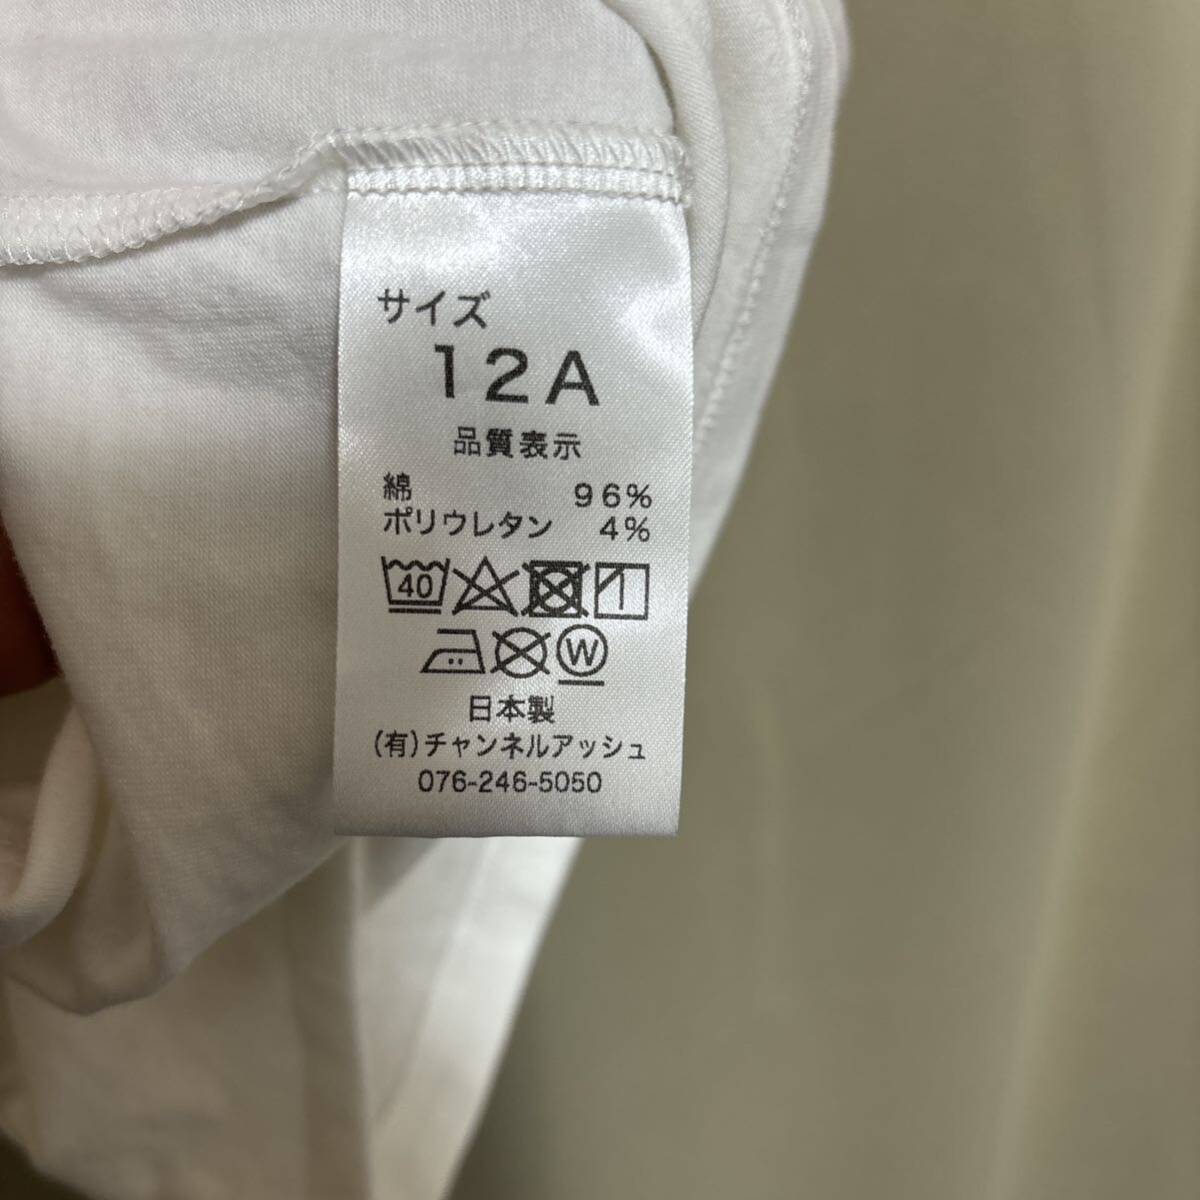 サイズ
12A
品質表示
綿 96%
ポリウレタン 4%
40
W
日本製
(有)チャンネルアッシュ
076-246-5050